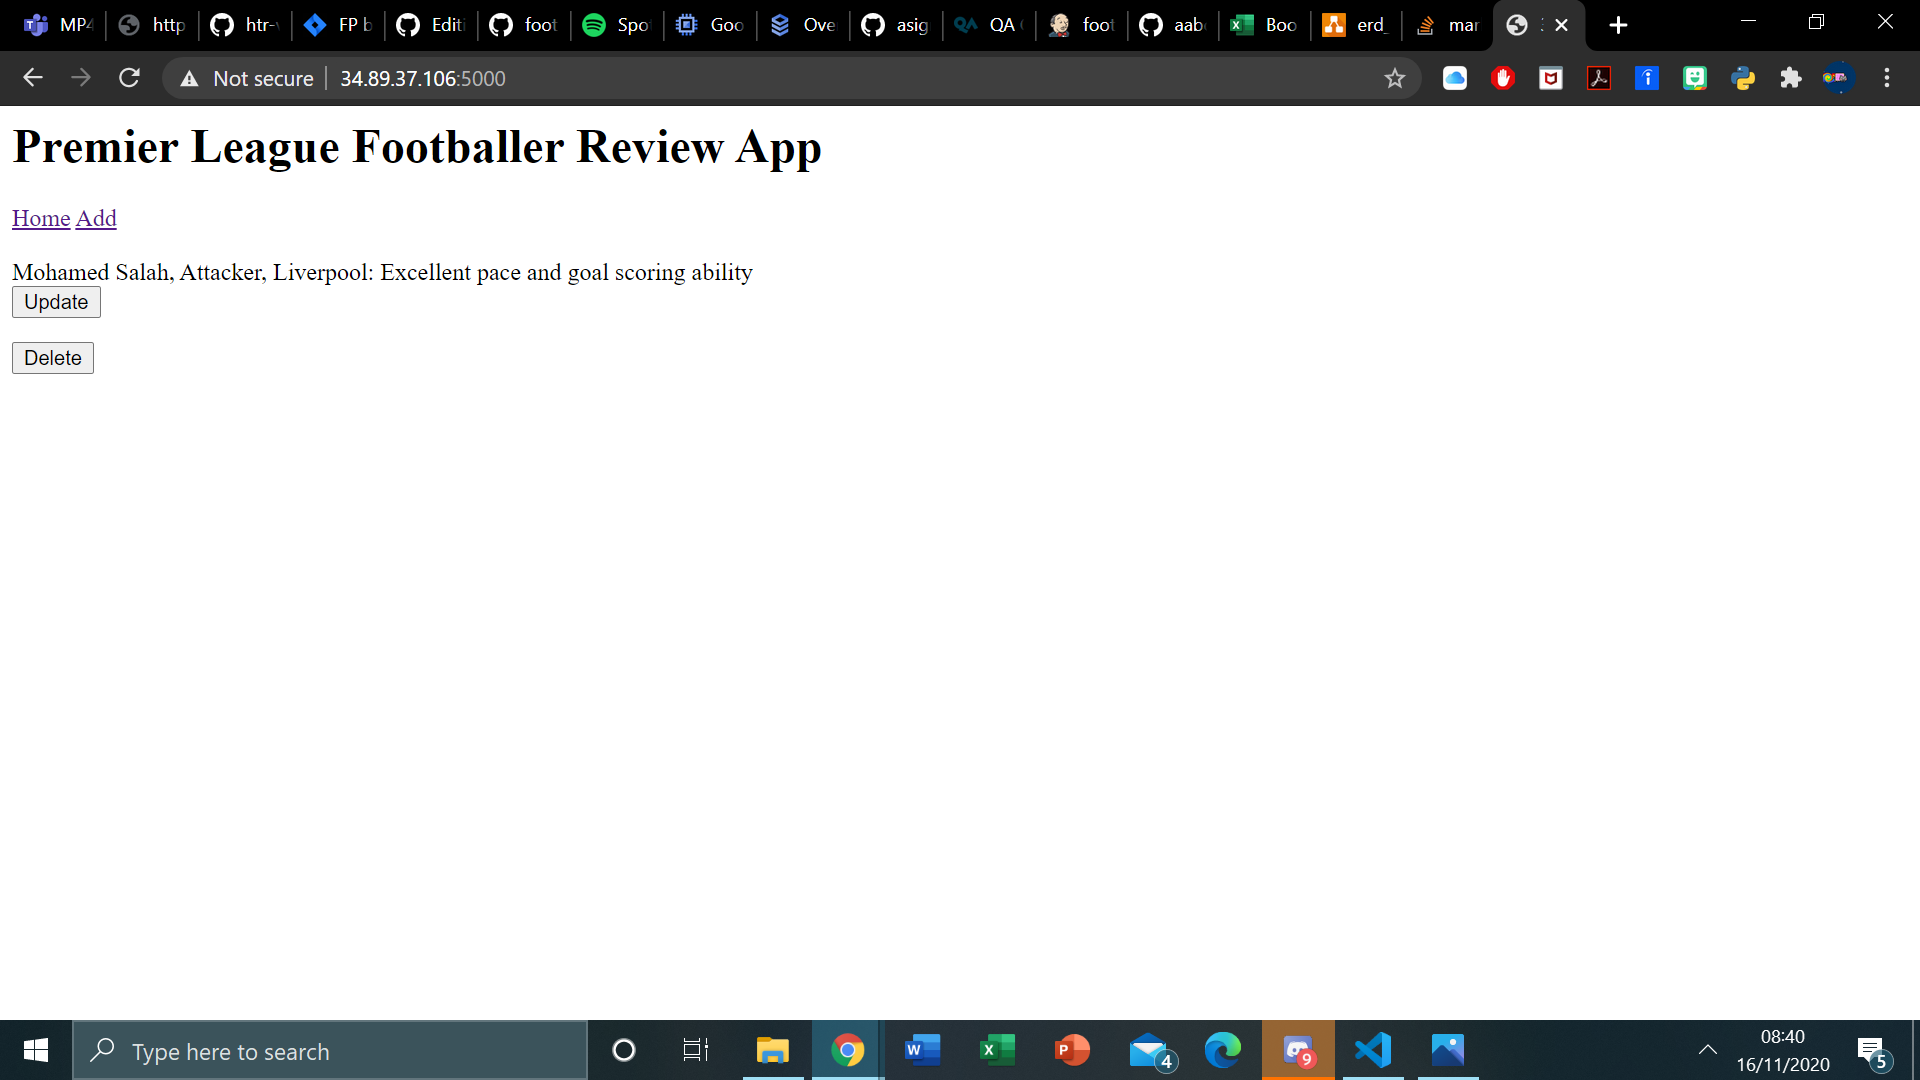 MP4 http htr- FP b Editi foot Spot Goo Ove asig QA foot aab Boo erd_ mar
Not secure 34.89.37.106:5000
Premier League Footballer Review App
Home Add
Mohamed Salah, Attacker, Liverpool: Excellent pace and goal scoring ability
Update
Delete
Type here to search
4
9
08:40
16/11/2020
5